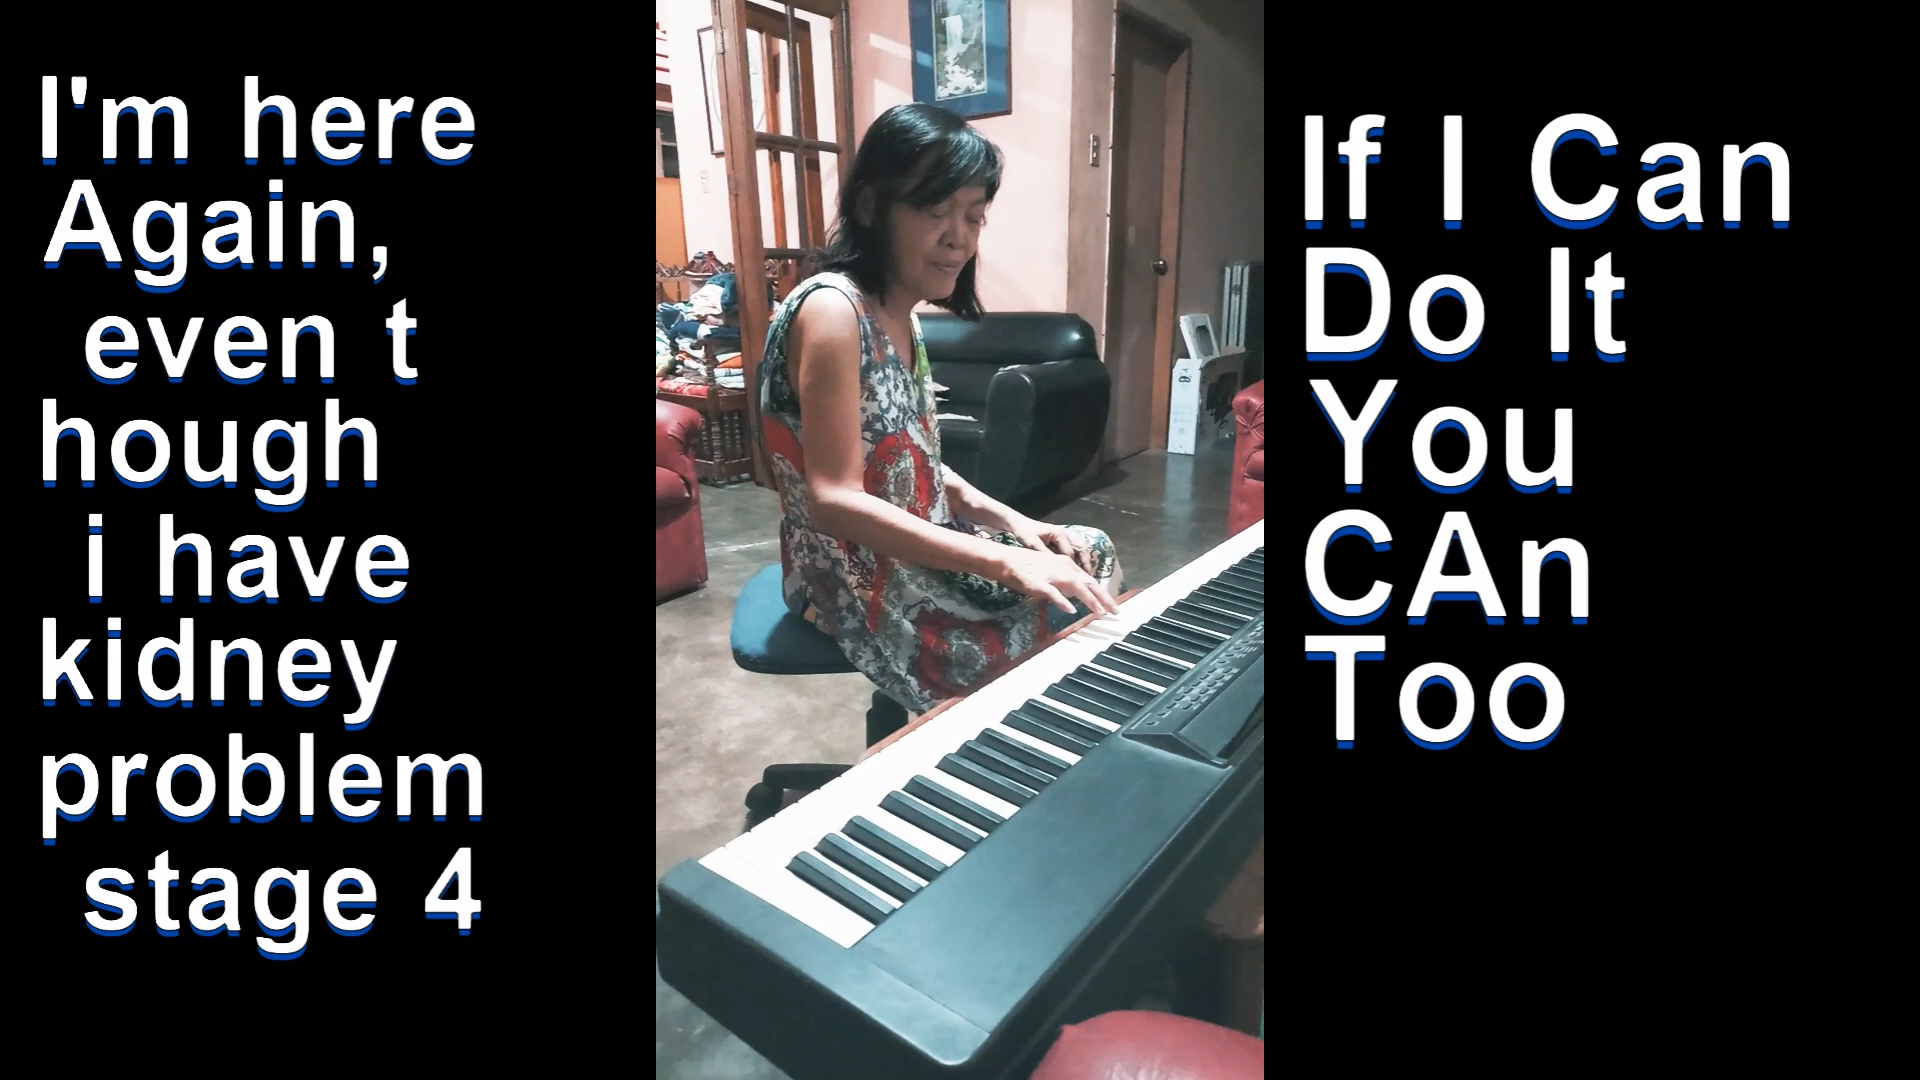 I'm here
Again,
even t
hough
i have
kidney
problem
stage 4
If I Can
Do It
You
CAn
Too